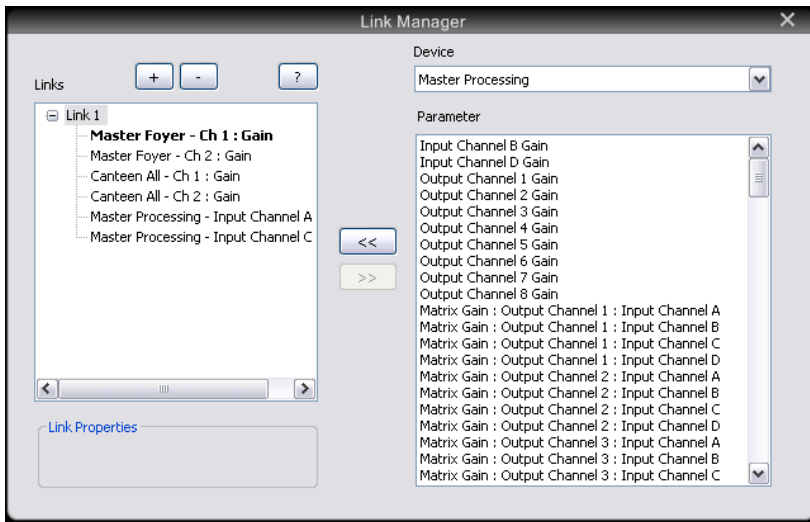 Link Manager
Links
+
-
?
Link 1
Master Foyer - Ch 1 : Gain
Master Foyer - Ch 2 : Gain
Canteen All - Ch 1 : Gain
Canteen All - Ch 2 : Gain
Master Processing - Input Channel A
Master Processing - Input Channel C
Link Properties
<<
>>
Device
Master Processing
Parameter
Input Channel B Gain
Input Channel D Gain
Output Channel 1 Gain
Output Channel 2 Gain
Output Channel 3 Gain
Output Channel 4 Gain
Output Channel 5 Gain
Output Channel 6 Gain
Output Channel 7 Gain
Output Channel 8 Gain
Matrix Gain : Output Channel 1 : Input Channel A
Matrix Gain : Output Channel 1 : Input Channel B
Matrix Gain : Output Channel 1 : Input Channel C
Matrix Gain : Output Channel 1 : Input Channel D
Matrix Gain : Output Channel 2 : Input Channel A
Matrix Gain : Output Channel 2 : Input Channel B
Matrix Gain : Output Channel 2 : Input Channel C
Matrix Gain : Output Channel 2 : Input Channel D
Matrix Gain : Output Channel 3 : Input Channel A
Matrix Gain : Output Channel 3 : Input Channel B
Matrix Gain : Output Channel 3 : Input Channel C